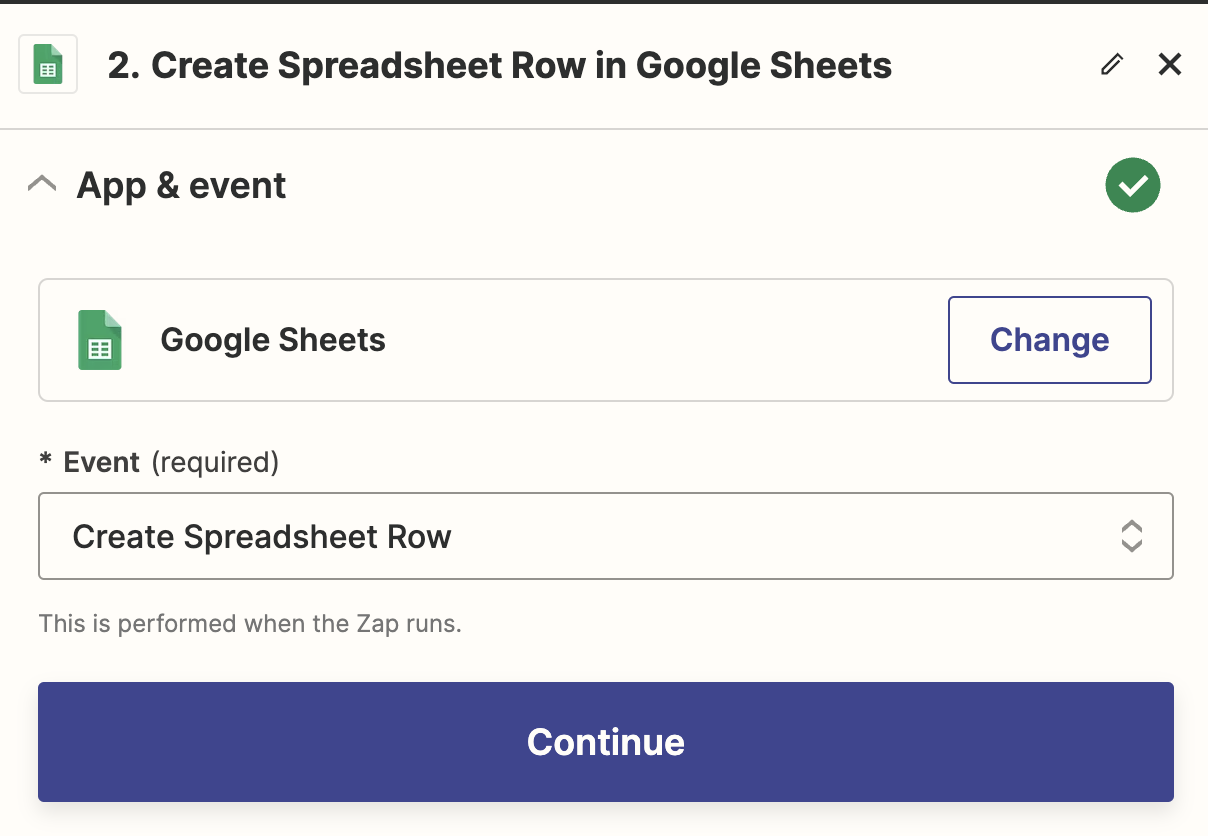 2. Create Spreadsheet Row in Google Sheets
App & event
Google Sheets
Change
* Event (required)
Create Spreadsheet Row
This is performed when the Zap runs.
Continue